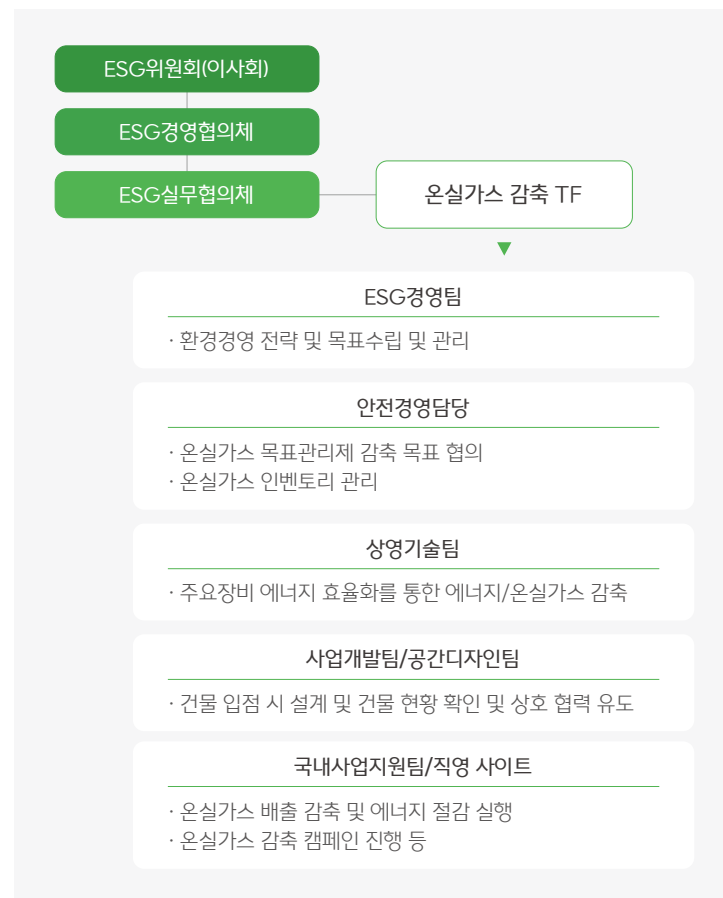 ESG위원회(이사회)
ESG경영협의체
ESG실무협의체
온실가스 감축 TF
▼
ESG경영팀
· 환경경영 전략 및 목표수립 및 관리
안전경영담당
· 온실가스 목표관리제 감축 목표 협의
· 온실가스 인벤토리 관리
상영기술팀
· 주요장비 에너지 효율화를 통한 에너지/온실가스 감축
사업개발팀/공간디자인팀
· 건물 입점 시 설계 및 건물 현황 확인 및 상호 협력 유도
국내사업지원팀/직영 사이트
· 온실가스 배출 감축 및 에너지 절감 실행
· 온실가스 감축 캠페인 진행 등